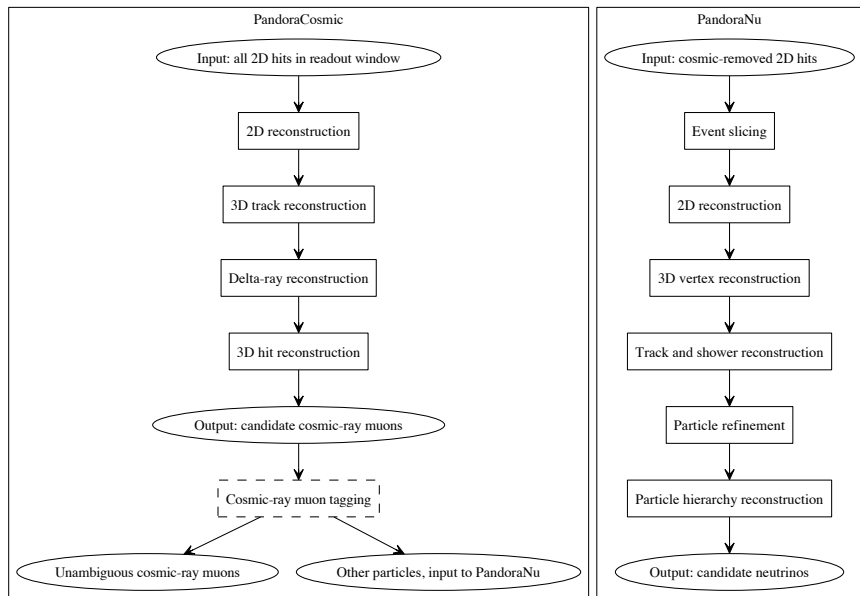 PandoraCosmic
Input: all 2D hits in readout window
2D reconstruction
3D track reconstruction
Delta-ray reconstruction
3D hit reconstruction
Output: candidate cosmic-ray muons
Cosmic-ray muon tagging
Unambiguous cosmic-ray muons
Other particles, input to PandoraNu
PandoraNu
Input: cosmic-removed 2D hits
Event slicing
2D reconstruction
3D vertex reconstruction
Track and shower reconstruction
Particle refinement
Particle hierarchy reconstruction
Output: candidate neutrinos